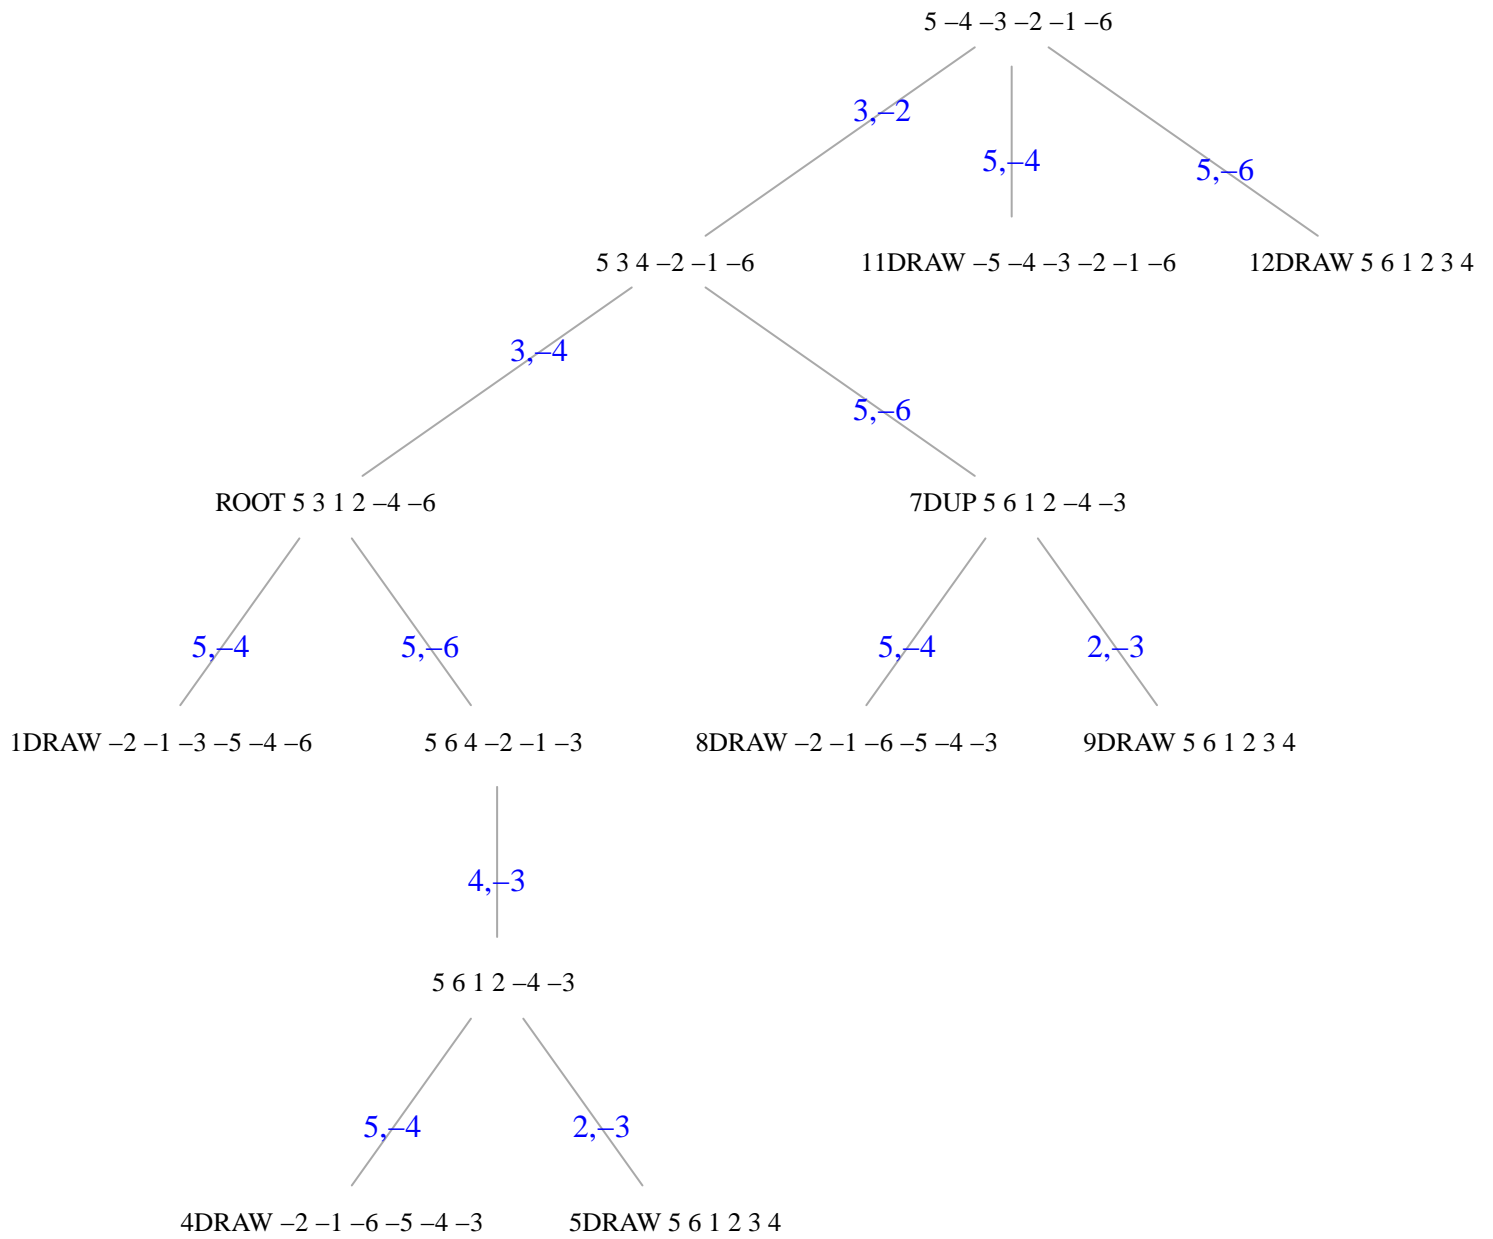 5 –4 –3 –2 –1 –6
3,–2
5,–4
5,–6
5 3 4 –2 –1 –6
11DRAW –5 –4 –3 –2 –1 –6
12DRAW 5 6 1 2 3 4
3,–4
5,–6
ROOT 5 3 1 2 –4 –6
7DUP 5 6 1 2 –4 –3
5,–4
5,–6
5,–4
2,–3
1DRAW –2 –1 –3 –5 –4 –6
5 6 4 –2 –1 –3
8DRAW –2 –1 –6 –5 –4 –3
9DRAW 5 6 1 2 3 4
4,–3
5 6 1 2 –4 –3
5,–4
2,–3
4DRAW –2 –1 –6 –5 –4 –3
5DRAW 5 6 1 2 3 4